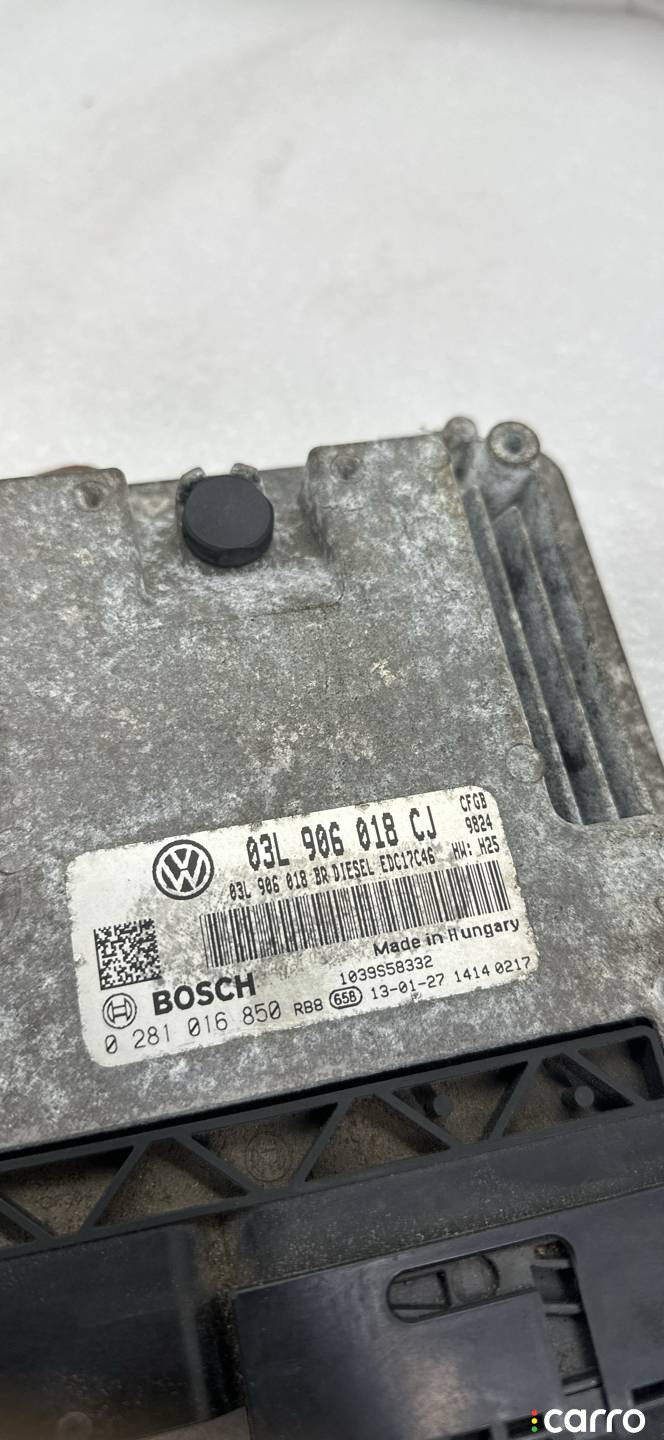 03L 906 018 CJ
CFGB
9824
03L 906 018 BR DIESEL EDC17C46
HW: H25
Made in Hungary
BOSCH
1039S58332
0 281 016 850 RB8 658 13-01-27 1414 0217
carro